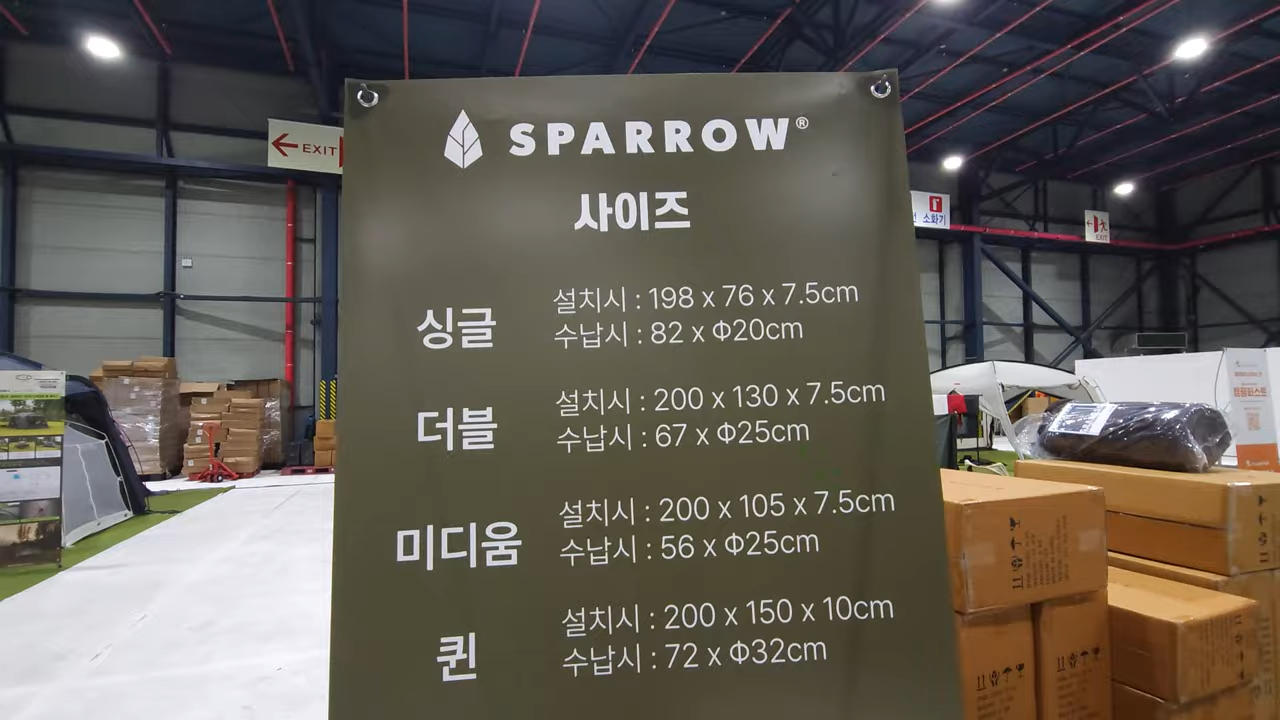 SPARROW®
사이즈
싱글
설치시 : 198 x 76 x 7.5cm
수납시 : 82 x Φ20cm
더블
설치시 : 200 x 130 x 7.5cm
수납시 : 67 x Φ25cm
미디움
설치시 : 200 x 105 x 7.5cm
수납시 : 56 x Φ25cm
퀸
설치시 : 200 x 150 x 10cm
수납시 : 72 x Φ32cm
EXIT
소화기
EXIT